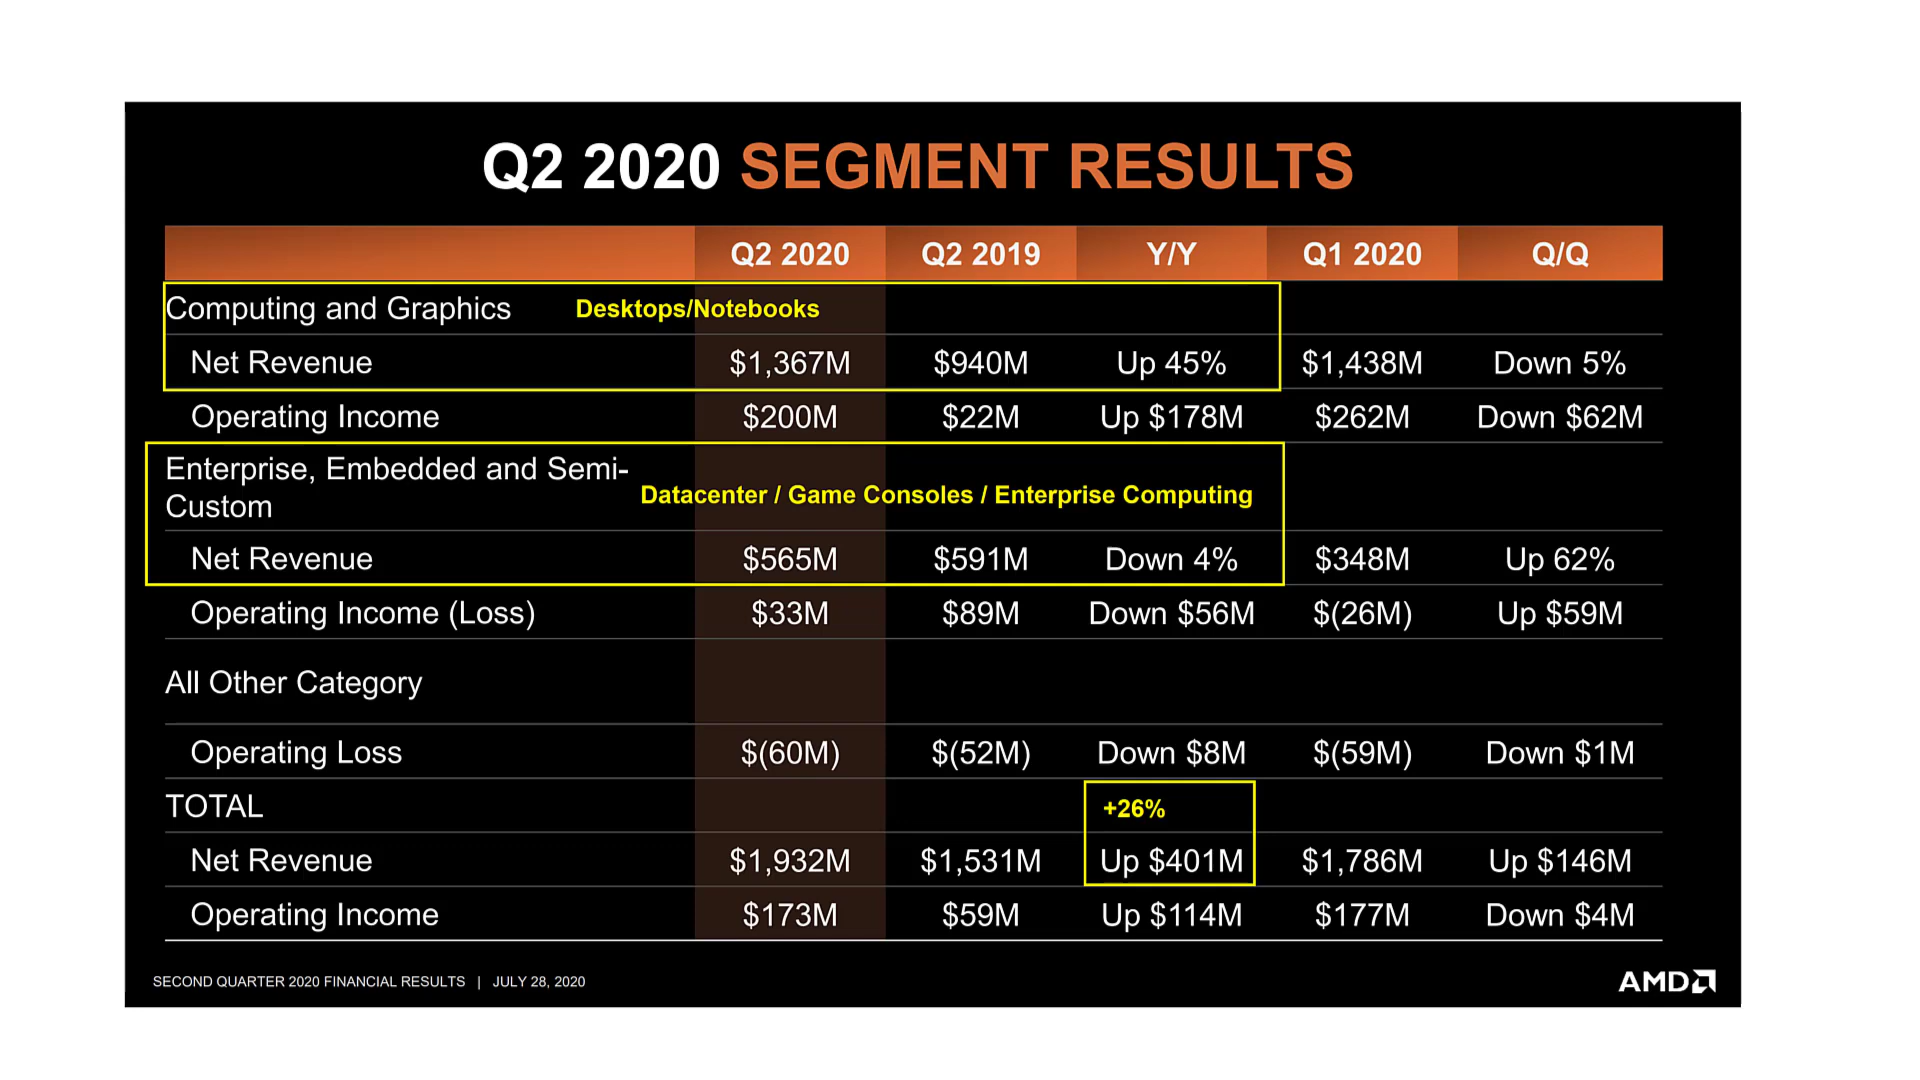 Q2 2020 SEGMENT RESULTS
Q2 2020 Q2 2019 Y/Y Q1 2020 Q/Q
Computing and Graphics Desktops/Notebooks
Net Revenue $1,367M $940M Up 45% $1,438M Down 5%
Operating Income $200M $22M Up $178M $262M Down $62M
Enterprise, Embedded and Semi-
Custom
Datacenter / Game Consoles / Enterprise Computing
Net Revenue $565M $591M Down 4% $348M Up 62%
Operating Income (Loss) $33M $89M Down $56M $(26M) Up $59M
All Other Category
Operating Loss $(60M) $(52M) Down $8M $(59M) Down $1M
TOTAL +26%
Net Revenue $1,932M $1,531M Up $401M $1,786M Up $146M
Operating Income $173M $59M Up $114M $177M Down $4M
SECOND QUARTER 2020 FINANCIAL RESULTS | JULY 28, 2020
AMD